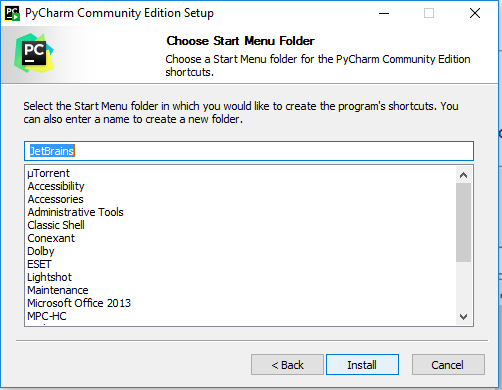 PC
PyCharm Community Edition Setup
PC
Choose Start Menu Folder
Choose a Start Menu folder for the PyCharm Community Edition
shortcuts.
Select the Start Menu folder in which you would like to create the program's shortcuts. You
can also enter a name to create a new folder.
JetBrains
µTorrent
Accessibility
Accessories
Administrative Tools
Classic Shell
Conexant
Dolby
ESET
Lightshot
Maintenance
Microsoft Office 2013
MPC-HC
< Back
Install
Cancel